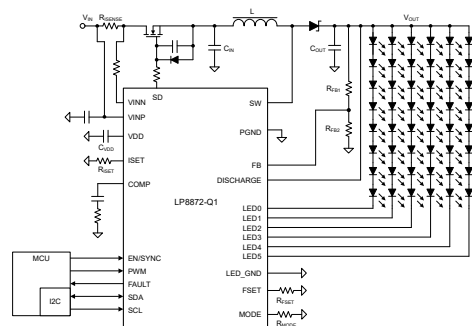 VIN
RISENSE
L
VOUT
CIN
COUT
RFB1
RFB2
SD
VINN
VINP
VDD
CVDD
ISET
RISET
COMP
SW
PGND
FB
DISCHARGE
LP8872-Q1
LED0
LED1
LED2
LED3
LED4
LED5
MCU
I2C
EN/SYNC
PWM
FAULT
SDA
SCL
LED_GND
FSET
RFSET
MODE
RMODE